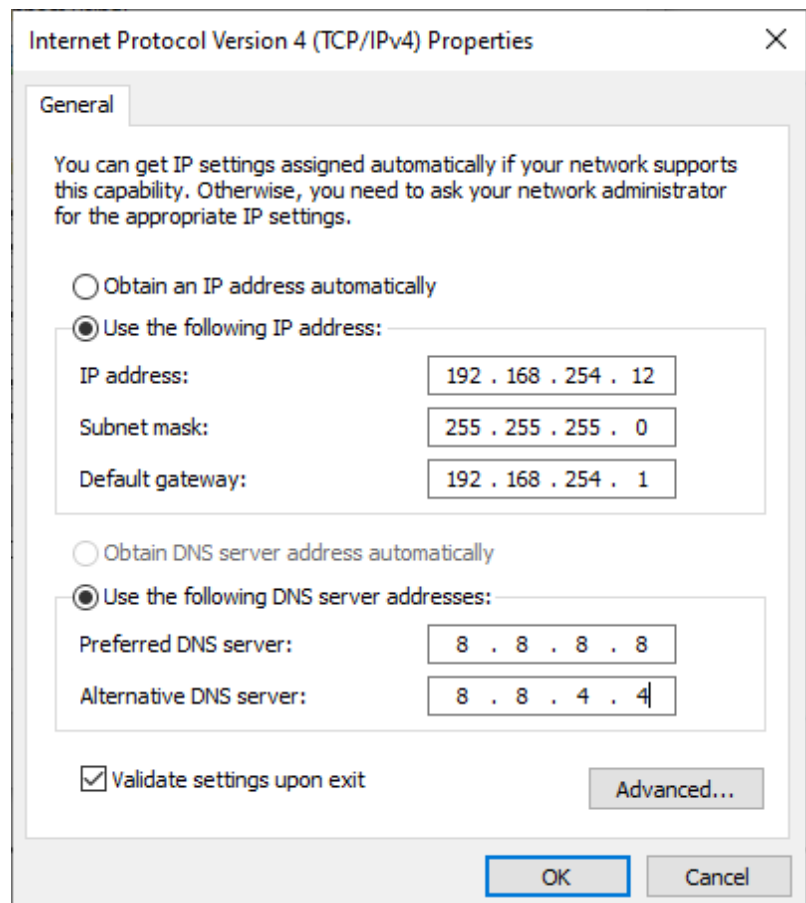 Internet Protocol Version 4 (TCP/IPv4) Properties
General
You can get IP settings assigned automatically if your network supports
this capability. Otherwise, you need to ask your network administrator
for the appropriate IP settings.
Obtain an IP address automatically
Use the following IP address:
IP address: 192 . 168 . 254 . 12
Subnet mask: 255 . 255 . 255 . 0
Default gateway: 192 . 168 . 254 . 1
Obtain DNS server address automatically
Use the following DNS server addresses:
Preferred DNS server: 8 . 8 . 8 . 8
Alternative DNS server: 8 . 8 . 4 . 4
Validate settings upon exit
Advanced...
OK Cancel